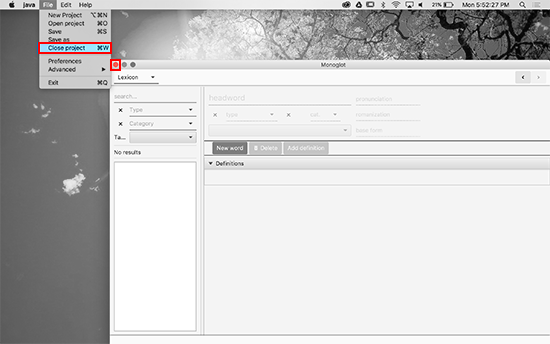 java File Edit Help 21% Mon 5:52:27 PM
New Project ⌥⌘N
Open project ⌘O
Save ⌘S
Save as
Close project ⌘W
Preferences
Advanced
Exit ⌘Q
Monoglot
Lexicon
search...
× Type
× Category
Ta...
No results
headword
pronunciation
× type × cat...
romanization
base form
New word Delete Add definition
Definitions